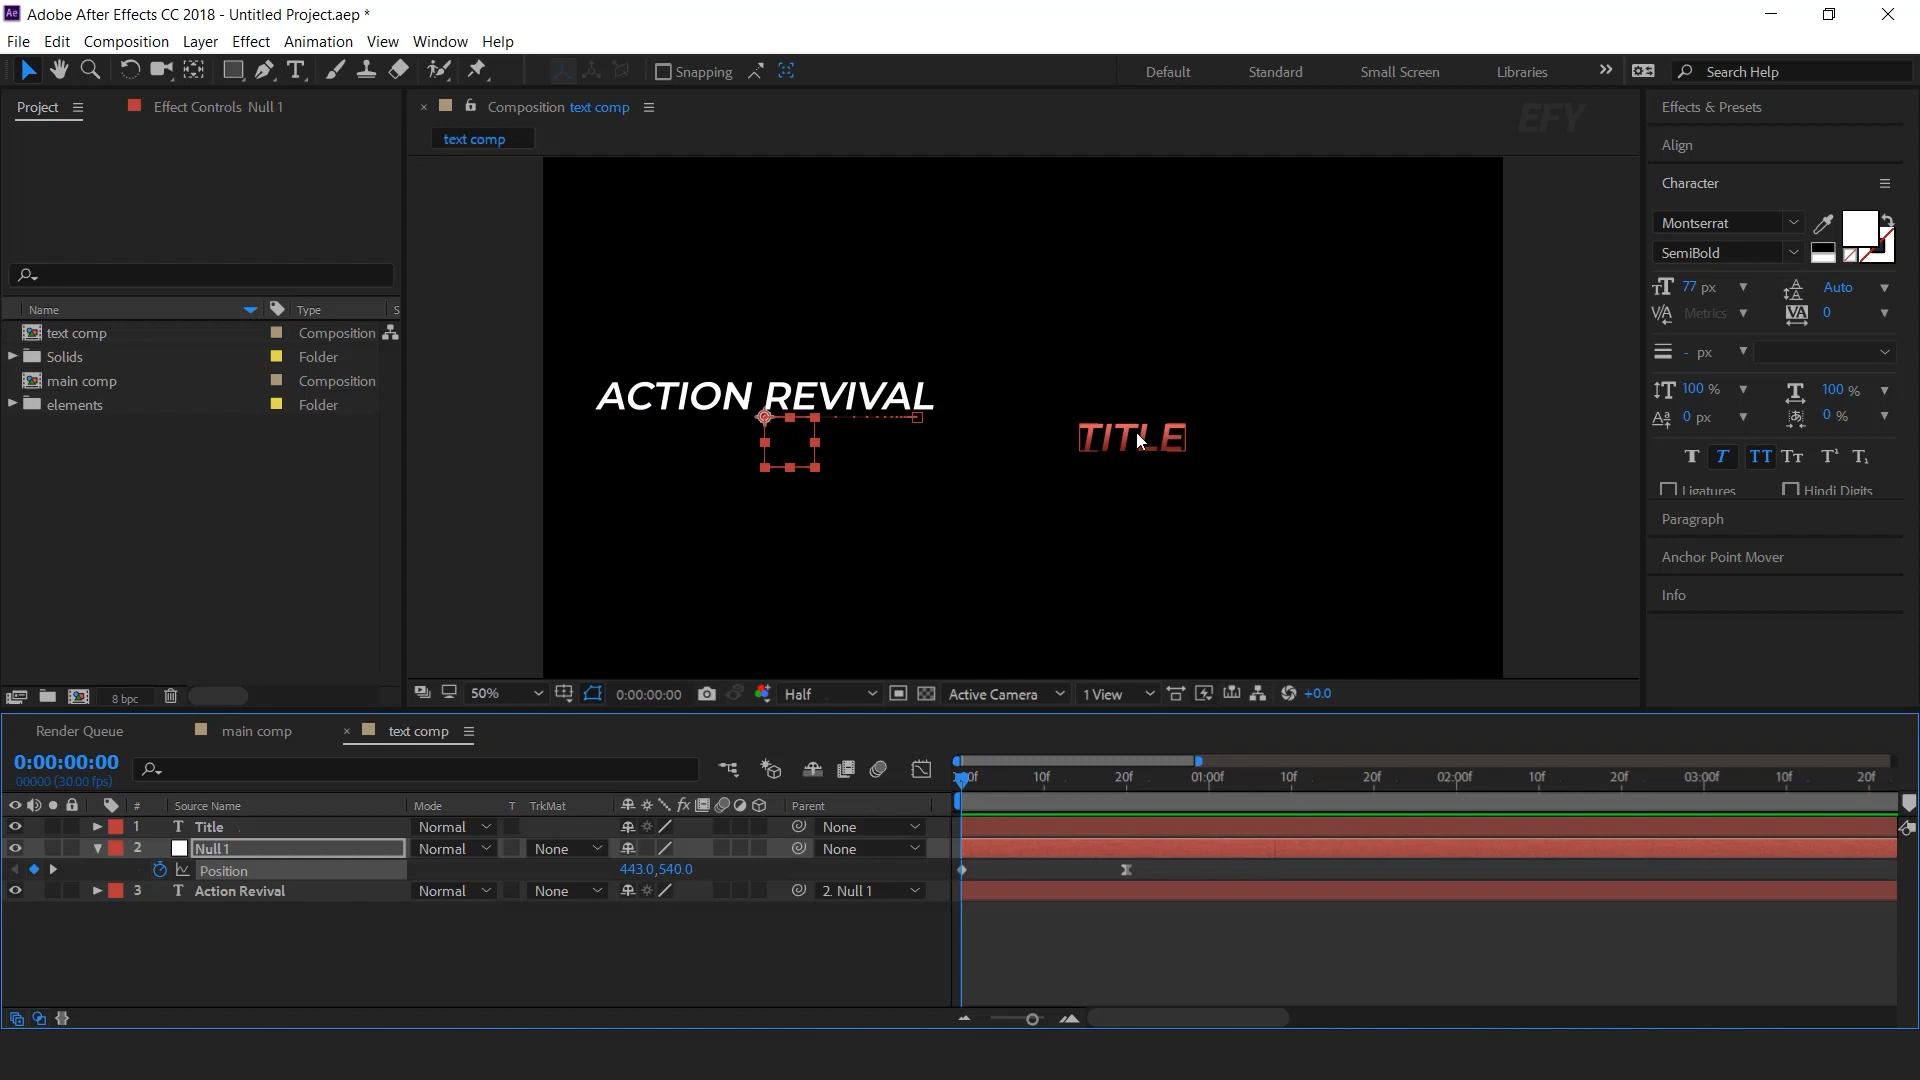 Ae Adobe After Effects CC 2018 - Untitled Project.aep *
File Edit Composition Layer Effect Animation View Window Help
Snapping Default Standard Small Screen Libraries Search Help
Project Effect Controls Null 1 Composition text comp EFY Effects & Presets
text comp
Align
Character
Montserrat
SemiBold
77 px Auto
Metrics 0
- px
100 % 100 %
0 px 0 %
T T TT Tt T¹ T₁
Ligatures Hindi Digits
Paragraph
Anchor Point Mover
Info
Name Type S
text comp Composition
Solids Folder
main comp Composition
elements Folder
ACTION REVIVAL
TITLE
8 bpc 50% 0:00:00:00 Half Active Camera 1 View +0.0
Render Queue main comp text comp
0:00:00:00
00000 (30.00 fps)
10f 20f 01:00f 10f 20f 02:00f 10f 20f 03:00f 10f 20f
# Source Name Mode T TrkMat fx Parent
1 T Title Normal None
2 Null 1 Normal None None
Position 443.0,540.0
3 T Action Revival Normal None 2. Null 1